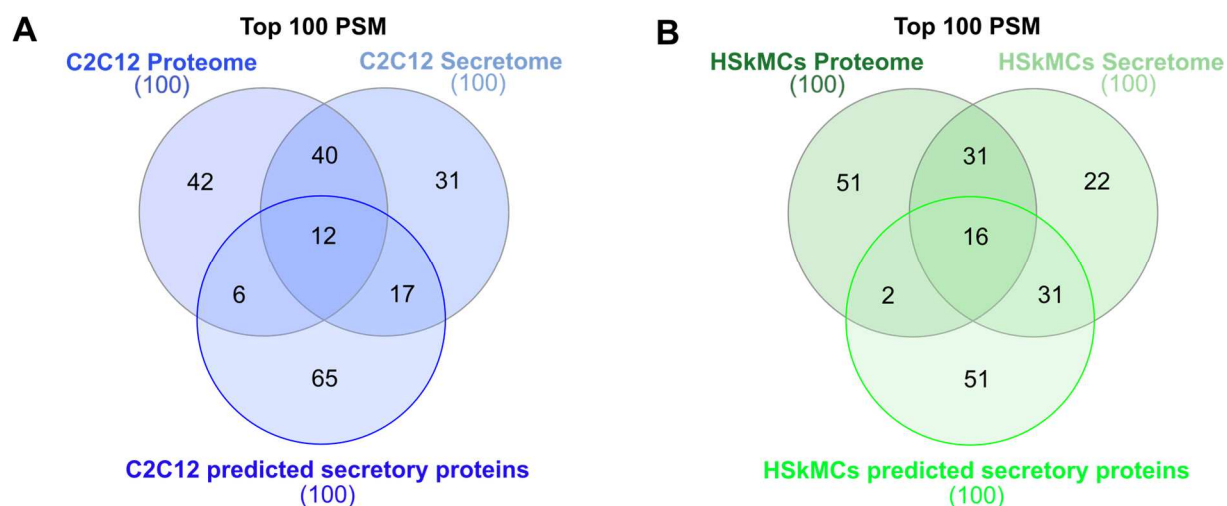 A
Top 100 PSM
C2C12 Proteome
(100)
C2C12 Secretome
(100)
42
40
31
12
6
17
65
C2C12 predicted secretory proteins
(100)
B
Top 100 PSM
HSkMCs Proteome
(100)
HSkMCs Secretome
(100)
51
31
22
16
2
31
51
HSkMCs predicted secretory proteins
(100)